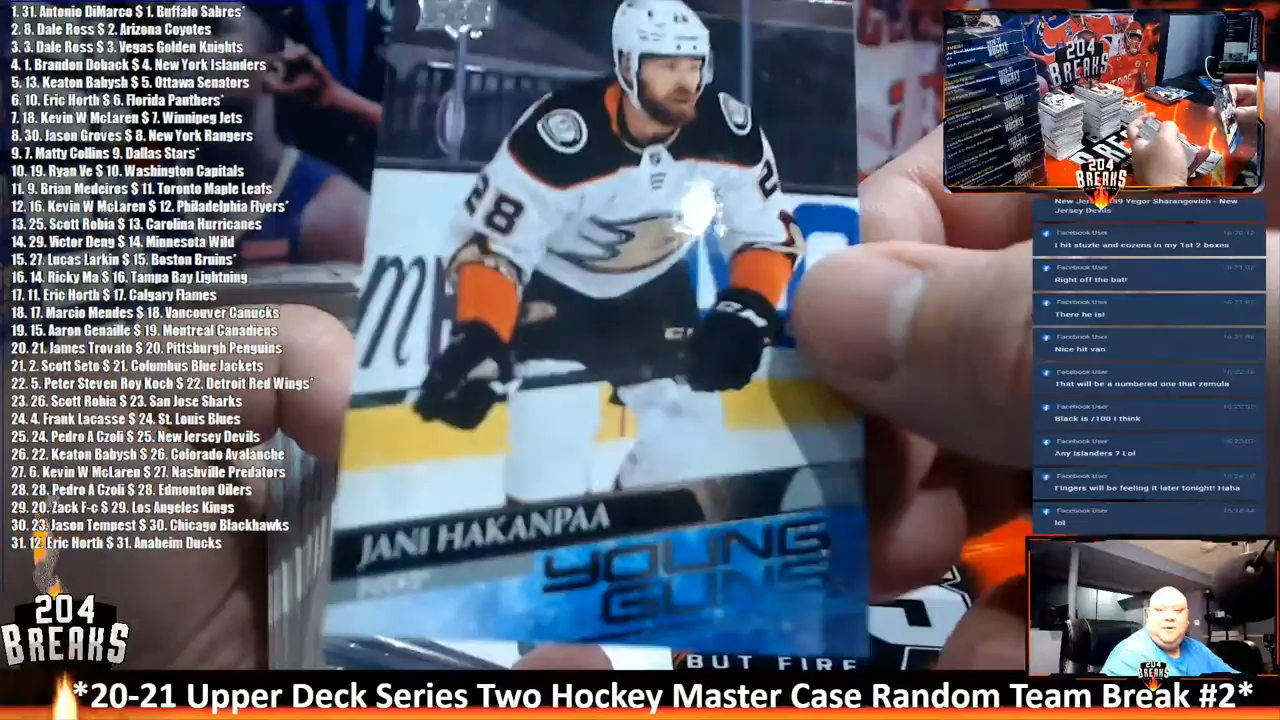 1. 31. Antonio DiMarco $ 1. Buffalo Sabres*
2. 8. Dale Ross $ 2. Arizona Coyotes
3. 3. Dale Ross $ 3. Vegas Golden Knights
4. 1. Brandon Doback $ 4. New York Islanders
5. 13. Keaton Babysh $ 5. Ottawa Senators
6. 10. Eric Horth $ 6. Florida Panthers*
7. 18. Kevin W McLaren $ 7. Winnipeg Jets
8. 30. Jason Groves $ 8. New York Rangers
9. 7. Matty Collins 9. Dallas Stars*
10. 19. Ryan Ve $ 10. Washington Capitals
11. 9. Brian Medeiros $ 11. Toronto Maple Leafs
12. 16. Kevin W McLaren $ 12. Philadelphia Flyers*
13. 25. Scott Robia $ 13. Carolina Hurricanes
14. 29. Victor Deng $ 14. Minnesota Wild
15. 27. Lucas Larkin $ 15. Boston Bruins*
16. 14. Ricky Ma $ 16. Tampa Bay Lightning
17. 11. Eric Horth $ 17. Calgary Flames
18. 17. Marcio Mendes $ 18. Vancouver Canucks
19. 15. Aaron Genaille $ 19. Montreal Canadiens
20. 21. James Trovato $ 20. Pittsburgh Penguins
21. 2. Scott Seto $ 21. Columbus Blue Jackets
22. 5. Peter Steven Roy Koch $ 22. Detroit Red Wings*
23. 26. Scott Robia $ 23. San Jose Sharks
24. 4. Frank Lacasse $ 24. St. Louis Blues
25. 24. Pedro A Czoli $ 25. New Jersey Devils
26. 22. Keaton Babysh $ 26. Colorado Avalanche
27. 6. Kevin W McLaren $ 27. Nashville Predators
28. 28. Pedro A Czoli $ 28. Edmonton Oilers
29. 20. Zack F-c $ 29. Los Angeles Kings
30. 23. Jason Tempest $ 30. Chicago Blackhawks
31. 12. Eric Horth $ 31. Anaheim Ducks
204
BREAKS
28
my
JANI HAKANPAA
YOUNG
GUNS
BUT FIRE
204
BREAKS
204
BREAKS
Yegor Sharangovich - New
Jersey Devils
Facebook User
I hit stuzle and cozens in my 1st 2 boxes
Facebook User
Right off the bat!
Facebook User
There he is!
Facebook User
Nice hit van
Facebook User
That will be a numbered one that zemula
Facebook User
Black is /100 I think
Facebook User
Any islanders ? Lol
Facebook User
Fingers will be feeling it later tonight! Haha
Facebook User
lol
204
BREAKS
*20-21 Upper Deck Series Two Hockey Master Case Random Team Break #2*